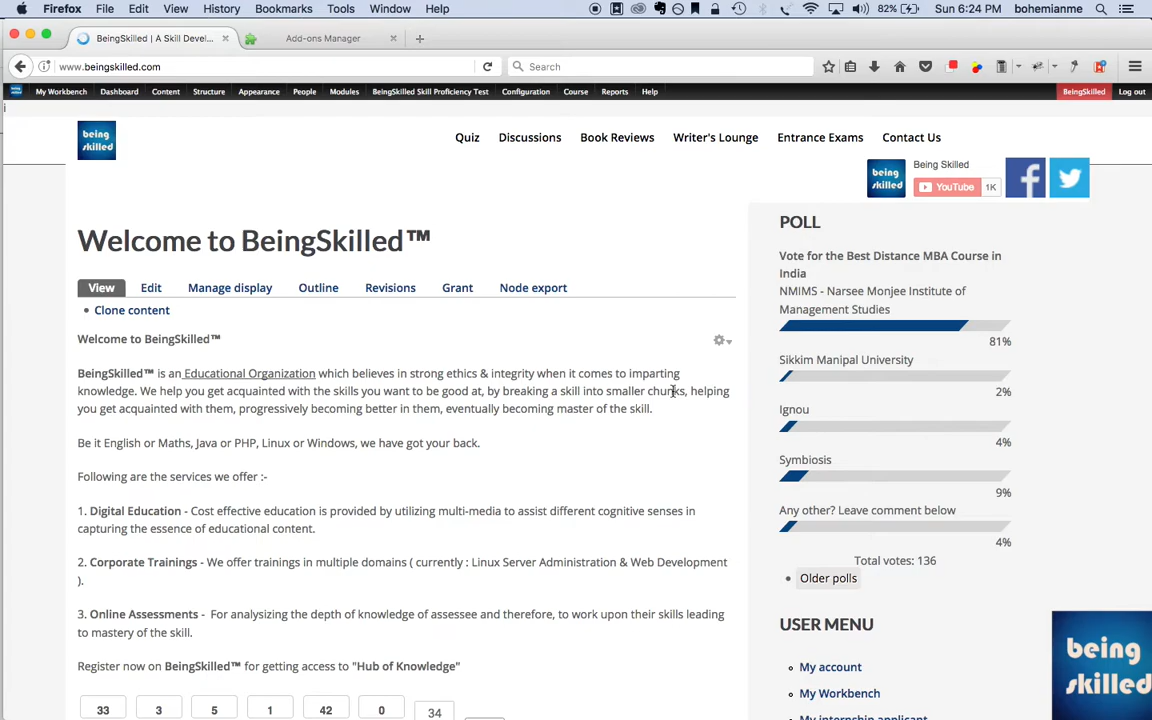 Firefox File Edit View History Bookmarks Tools Window Help 82% Sun 6:24 PM bohemianme
BeingSkilled | A Skill Devel... Add-ons Manager
www.beingskilled.com Search
My Workbench Dashboard Content Structure Appearance People Modules BeingSkilled Skill Proficiency Test Configuration Course Reports Help BeingSkilled Log out
i
being
skilled
Quiz Discussions Book Reviews Writer's Lounge Entrance Exams Contact Us
being
skilled
Being Skilled
YouTube 1K
Welcome to BeingSkilled™
View Edit Manage display Outline Revisions Grant Node export
Clone content
Welcome to BeingSkilled™
BeingSkilled™ is an Educational Organization which believes in strong ethics & integrity when it comes to imparting
knowledge. We help you get acquainted with the skills you want to be good at, by breaking a skill into smaller chunks, helping
you get acquainted with them, progressively becoming better in them, eventually becoming master of the skill.
Be it English or Maths, Java or PHP, Linux or Windows, we have got your back.
Following are the services we offer :-
1. Digital Education - Cost effective education is provided by utilizing multi-media to assist different cognitive senses in
capturing the essence of educational content.
2. Corporate Trainings - We offer trainings in multiple domains ( currently : Linux Server Administration & Web Development
).
3. Online Assessments - For analysizing the depth of knowledge of assessee and therefore, to work upon their skills leading
to mastery of the skill.
Register now on BeingSkilled™ for getting access to "Hub of Knowledge"
33 3 5 1 42 0 34
POLL
Vote for the Best Distance MBA Course in
India
NMIMS - Narsee Monjee Institute of
Management Studies
81%
Sikkim Manipal University
2%
Ignou
4%
Symbiosis
9%
Any other? Leave comment below
4%
Total votes: 136
Older polls
USER MENU
My account
My Workbench
My internship applicant
being
skilled